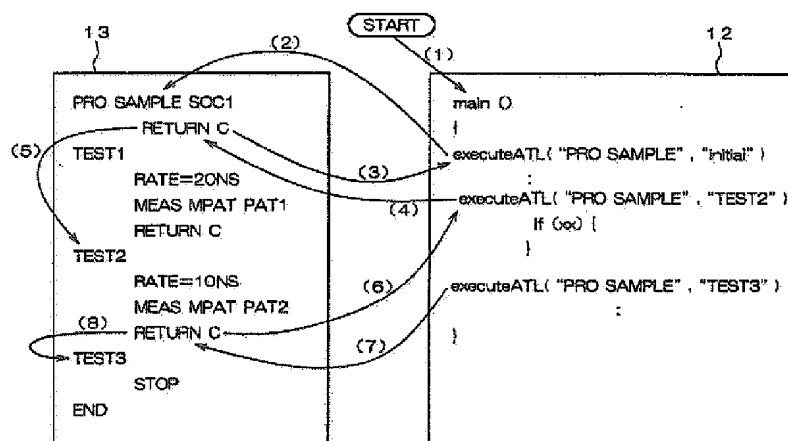 START
13
12
(1)
(2)
PRO SAMPLE SOC1
RETURN C
(5)
TEST1
RATE=20NS
MEAS MPAT PAT1
RETURN C
TEST2
RATE=10NS
MEAS MPAT PAT2
(8)
RETURN C
TEST3
STOP
END
(3)
(4)
(6)
(7)
main ()
{
executeATL( "PRO SAMPLE" , "initial" )
:
executeATL( "PRO SAMPLE" , "TEST2" )
If (xx) {
}
executeATL( "PRO SAMPLE" , "TEST3" )
:
}